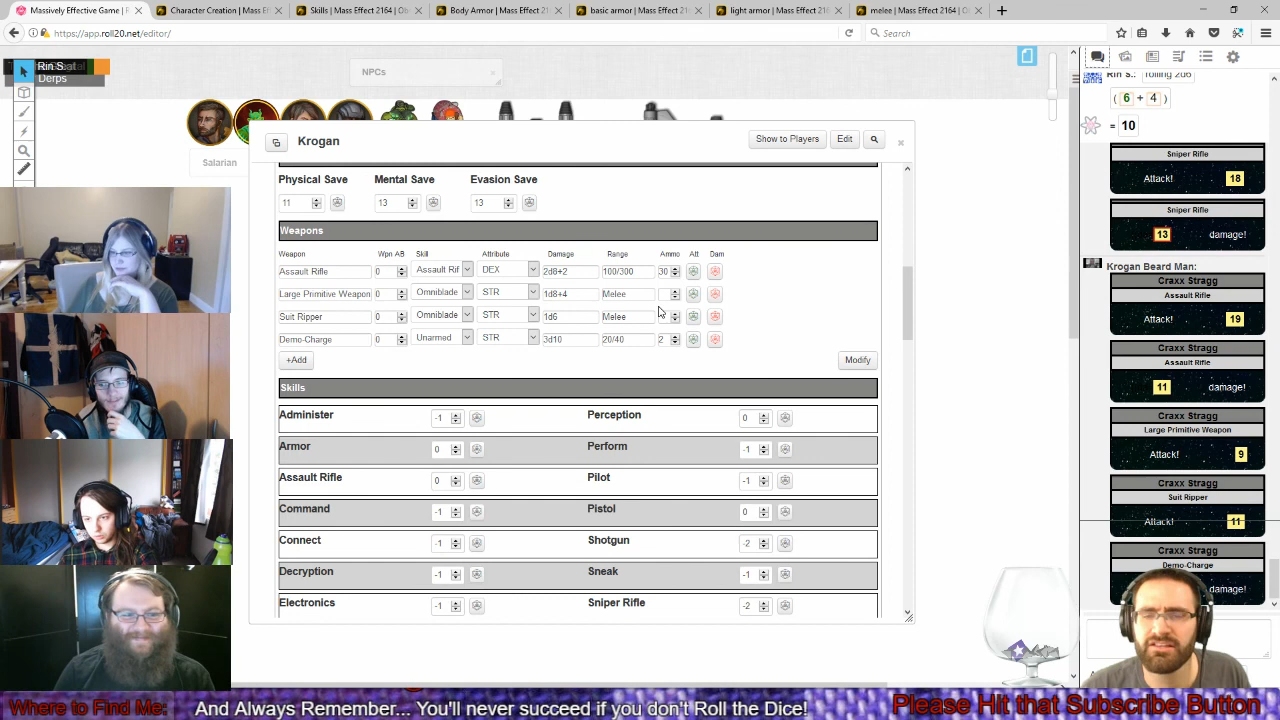 Massively Effective Game |
Character Creation | Mass Ef
Skills | Mass Effect 2164 | Ob
Body Armor | Mass Effect 21
basic armor | Mass Effect 21
light armor | Mass Effect 216
melee | Mass Effect 2164 | O
https://app.roll20.net/editor/
Search
Rin S.
Derps
NPCs
Salarian
Krogan
Show to Players
Edit
Physical Save Mental Save Evasion Save
11 13 13
Weapons
Weapon Wpn AB Skill Attribute Damage Range Ammo Att Dam
Assault Rifle 0 Assault Rif DEX 2d8+2 100/300 30
Large Primitive Weapon 0 Omniblade STR 1d8+4 Melee
Suit Ripper 0 Omniblade STR 1d6 Melee
Demo-Charge 0 Unarmed STR 3d10 20/40 2
+Add Modify
Skills
Administer -1 Perception 0
Armor 0 Perform -1
Assault Rifle 0 Pilot -1
Command -1 Pistol 0
Connect -1 Shotgun -2
Decryption -1 Sneak -1
Electronics -1 Sniper Rifle -2
Rin S.: rolling 2d6
( 6 + 4 )
= 10
Sniper Rifle
Attack! 18
Sniper Rifle
13 damage!
Krogan Beard Man:
Craxx Stragg
Assault Rifle
Attack! 19
Craxx Stragg
Assault Rifle
11 damage!
Craxx Stragg
Large Primitive Weapon
Attack! 9
Craxx Stragg
Suit Ripper
Attack! 11
Craxx Stragg
Demo-Charge
damage!
Where to Find Me:
And Always Remember... You'll never succeed if you don't Roll the Dice.
Please Hit that Subscribe Button